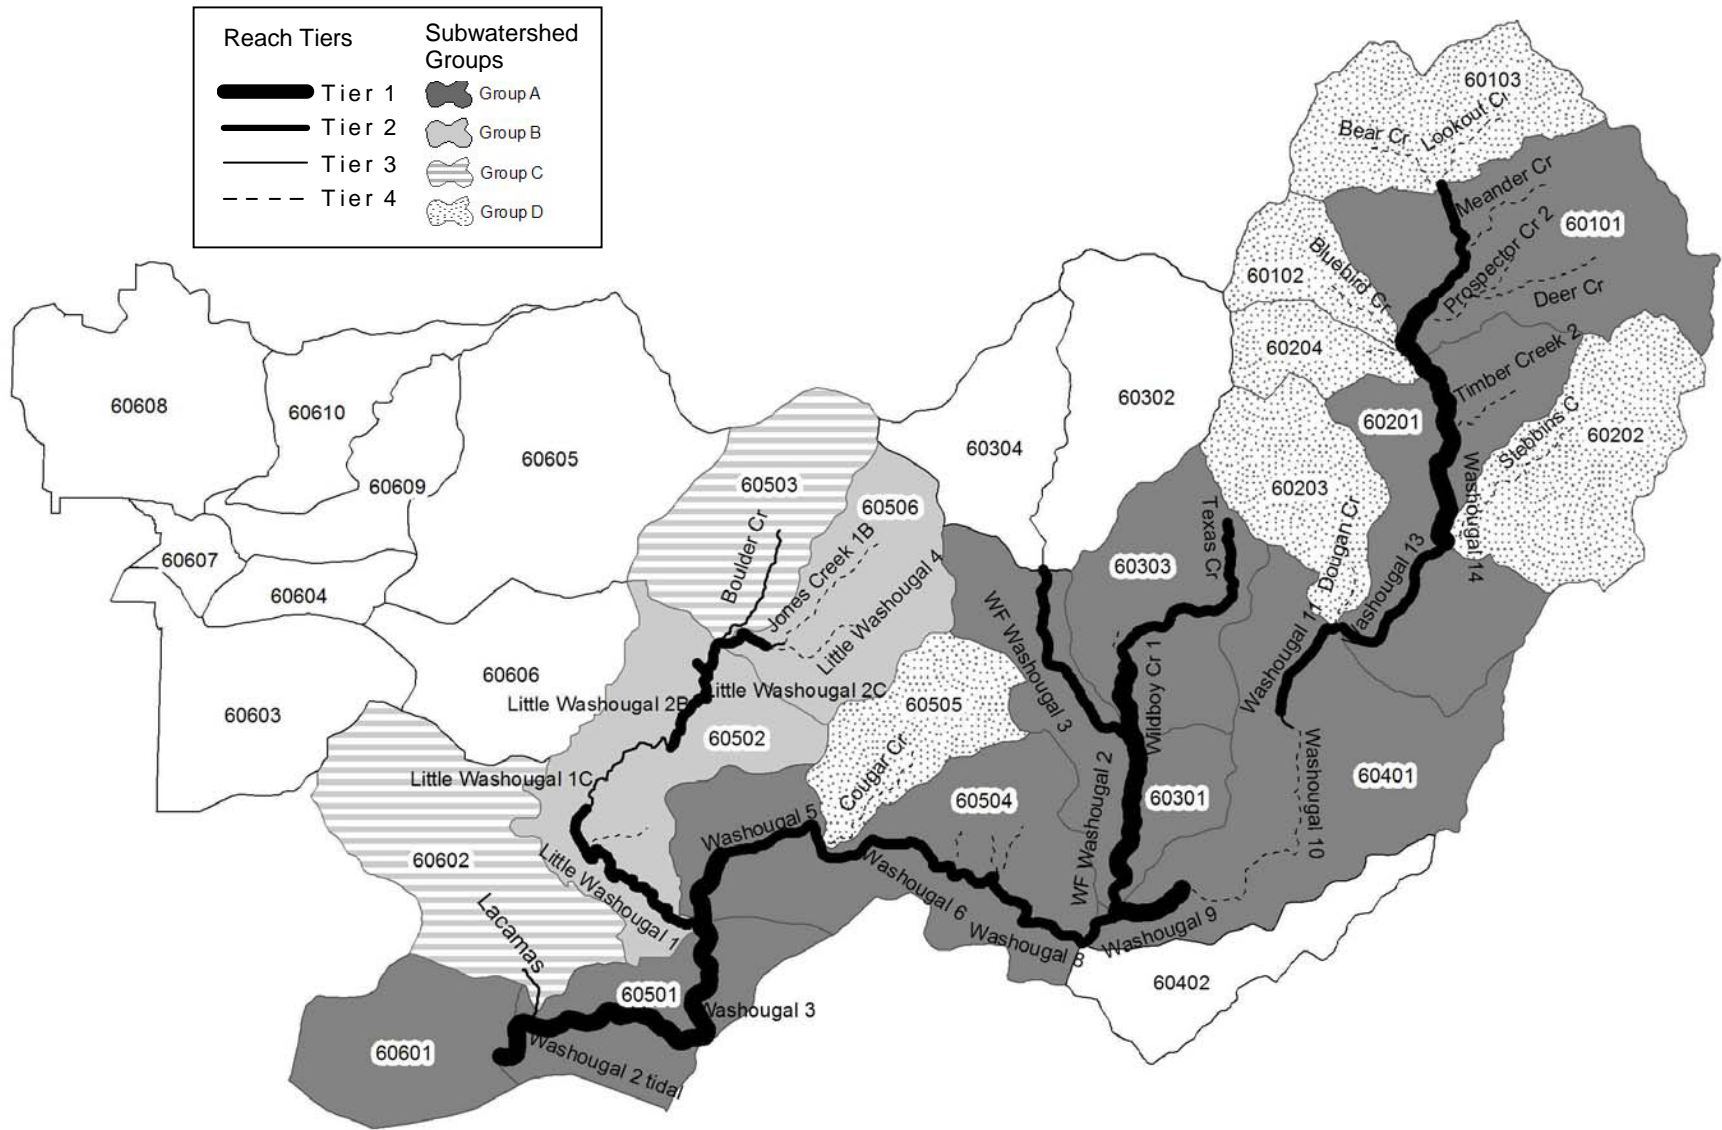 Reach Tiers
Subwatershed
Groups
Tier 1
Group A
Tier 2
Group B
Tier 3
Group C
Tier 4
Group D
60103
Bear Cr
Lookout Cr
Meander Cr
60101
Prospector Cr 2
Deer Cr
60102
Bluebird Cr
60204
Timber Creek 2
60201
60202
Stebbins C
60203
Dougan Cr
Washougal 14
Washougal 13
Washougal 11
60302
60304
60303
Texas Cr
60608
60610
60605
60609
60607
60604
60606
60603
60503
60506
Boulder Cr
Jones Creek 1B
Little Washougal 4
Little Washougal 2C
Little Washougal 2B
60502
60505
Cougar Cr
WF Washougal 3
Wildboy Cr 1
WF Washougal 2
60301
60401
Washougal 10
60504
Little Washougal 1C
Washougal 5
60602
Little Washougal 1
Washougal 6
Washougal 8
Washougal 9
Lacamas
60402
60501
Washougal 3
60601
Washougal 2 tidal